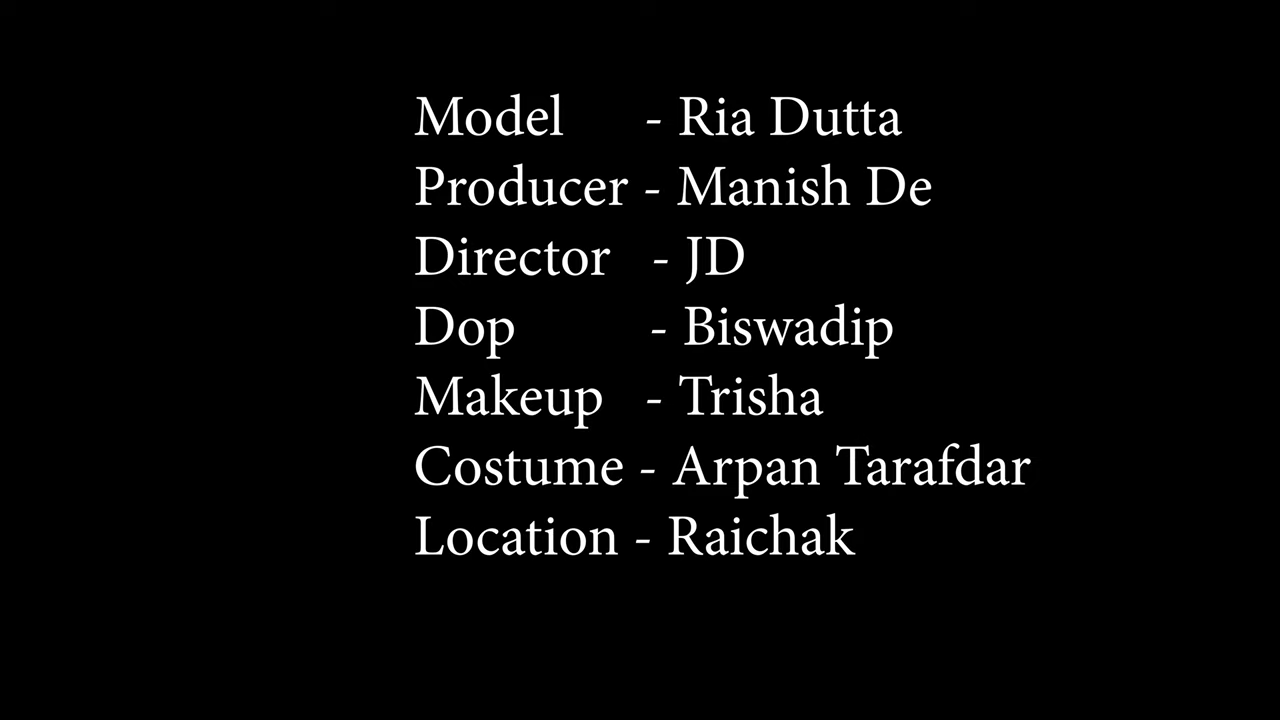 Model - Ria Dutta
Producer - Manish De
Director - JD
Dop - Biswadip
Makeup - Trisha
Costume - Arpan Tarafdar
Location - Raichak